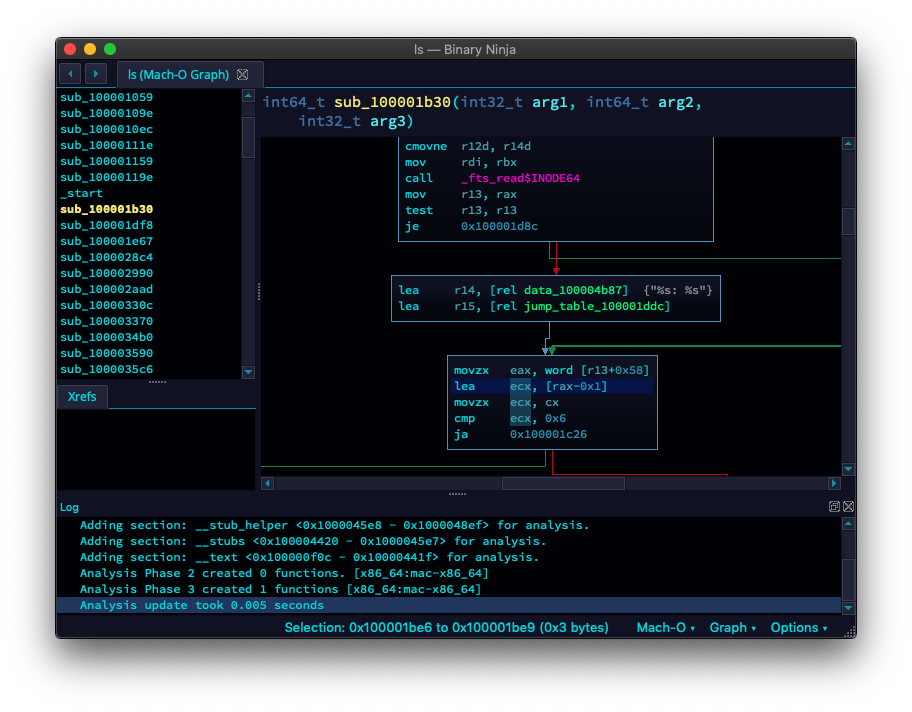 ls — Binary Ninja
ls (Mach-O Graph)
sub_100001059
sub_10000109e
sub_1000010ec
sub_10000111e
sub_100001159
sub_10000119e
_start
sub_100001b30
sub_100001df8
sub_100001e67
sub_1000028c4
sub_100002990
sub_100002aad
sub_10000330c
sub_100003370
sub_1000034b0
sub_100003590
sub_1000035c6
Xrefs
int64_t sub_100001b30(int32_t arg1, int64_t arg2,
int32_t arg3)
cmovne r12d, r14d
mov rdi, rbx
call _fts_read$INODE64
mov r13, rax
test r13, r13
je 0x100001d8c
lea r14, [rel data_100004b87] {"%s: %s"}
lea r15, [rel jump_table_100001ddc]
movzx eax, word [r13+0x58]
lea ecx, [rax-0x1]
movzx ecx, cx
cmp ecx, 0x6
ja 0x100001c26
Log
Adding section: __stub_helper <0x1000045e8 - 0x1000048ef> for analysis.
Adding section: __stubs <0x100004420 - 0x1000045e7> for analysis.
Adding section: __text <0x100000f0c - 0x10000441f> for analysis.
Analysis Phase 2 created 0 functions. [x86_64:mac-x86_64]
Analysis Phase 3 created 1 functions [x86_64:mac-x86_64]
Analysis update took 0.005 seconds
Selection: 0x100001be6 to 0x100001be9 (0x3 bytes) Mach-O Graph Options